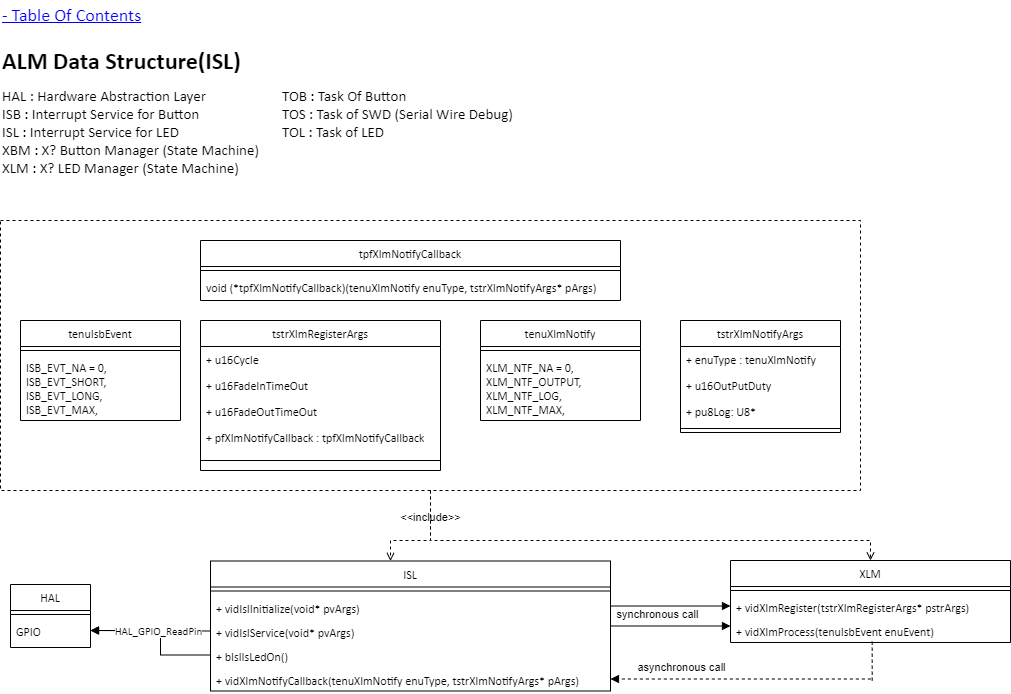 - Table Of Contents
ALM Data Structure(ISL)
HAL : Hardware Abstraction Layer
ISB : Interrupt Service for Button
ISL : Interrupt Service for LED
XBM : X? Button Manager (State Machine)
XLM : X? LED Manager (State Machine)
TOB : Task Of Button
TOS : Task of SWD (Serial Wire Debug)
TOL : Task of LED
tpfXlmNotifyCallback
void (*tpfXlmNotifyCallback)(tenuXlmNotify enuType, tstrXlmNotifyArgs* pArgs)
tenuIsbEvent
ISB_EVT_NA = 0,
ISB_EVT_SHORT,
ISB_EVT_LONG,
ISB_EVT_MAX,
tstrXlmRegisterArgs
+ u16Cycle
+ u16FadeInTimeOut
+ u16FadeOutTimeOut
+ pfXlmNotifyCallback : tpfXlmNotifyCallback
tenuXlmNotify
XLM_NTF_NA = 0,
XLM_NTF_OUTPUT,
XLM_NTF_LOG,
XLM_NTF_MAX,
tstrXlmNotifyArgs
+ enuType : tenuXlmNotify
+ u16OutPutDuty
+ pu8Log: U8*
<<include>>
HAL
GPIO
HAL_GPIO_ReadPin
ISL
+ vidIslInitialize(void* pvArgs)
+ vidIslService(void* pvArgs)
+ blsIIsLedOn()
+ vidXlmNotifyCallback(tenuXlmNotify enuType, tstrXlmNotifyArgs* pArgs)
synchronous call
asynchronous call
XLM
+ vidXlmRegister(tstrXlmRegisterArgs* pstrArgs)
+ vidXlmProcess(tenuIsbEvent enuEvent)